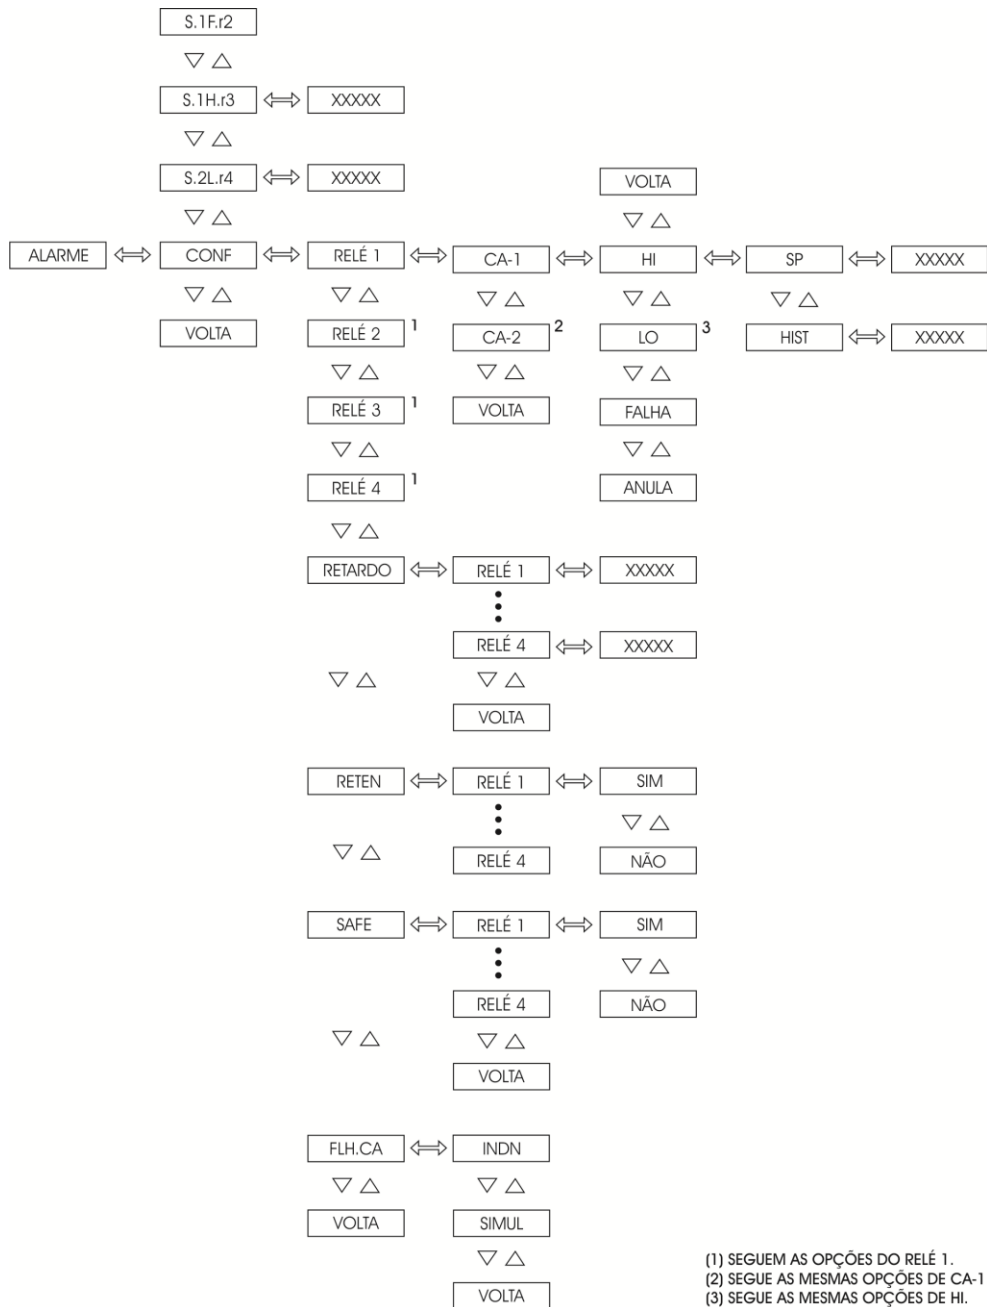 S.1F.r2
S.1H.r3 XXXXX
S.2L.r4 XXXXX VOLTA
ALARME CONF RELÉ 1 CA-1 HI SP XXXXX
VOLTA RELÉ 2 1 CA-2 2 LO 3 HIST XXXXX
RELÉ 3 1 VOLTA FALHA
RELÉ 4 1 ANULA
RETARDO RELÉ 1 XXXXX
RELÉ 4 XXXXX
VOLTA
RETEN RELÉ 1 SIM
RELÉ 4 NÃO
SAFE RELÉ 1 SIM
RELÉ 4 NÃO
VOLTA
FLH.CA INDN
VOLTA SIMUL
VOLTA
(1) SEGUEM AS OPÇÕES DO RELÉ 1.
(2) SEGUE AS MESMAS OPÇÕES DE CA-1
(3) SEGUE AS MESMAS OPÇÕES DE HI.